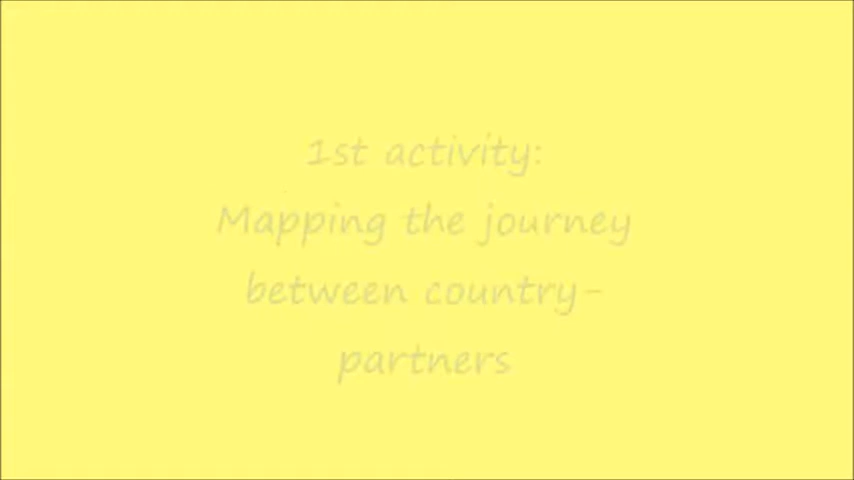 1st activity:
Mapping the journey
between country-
partners